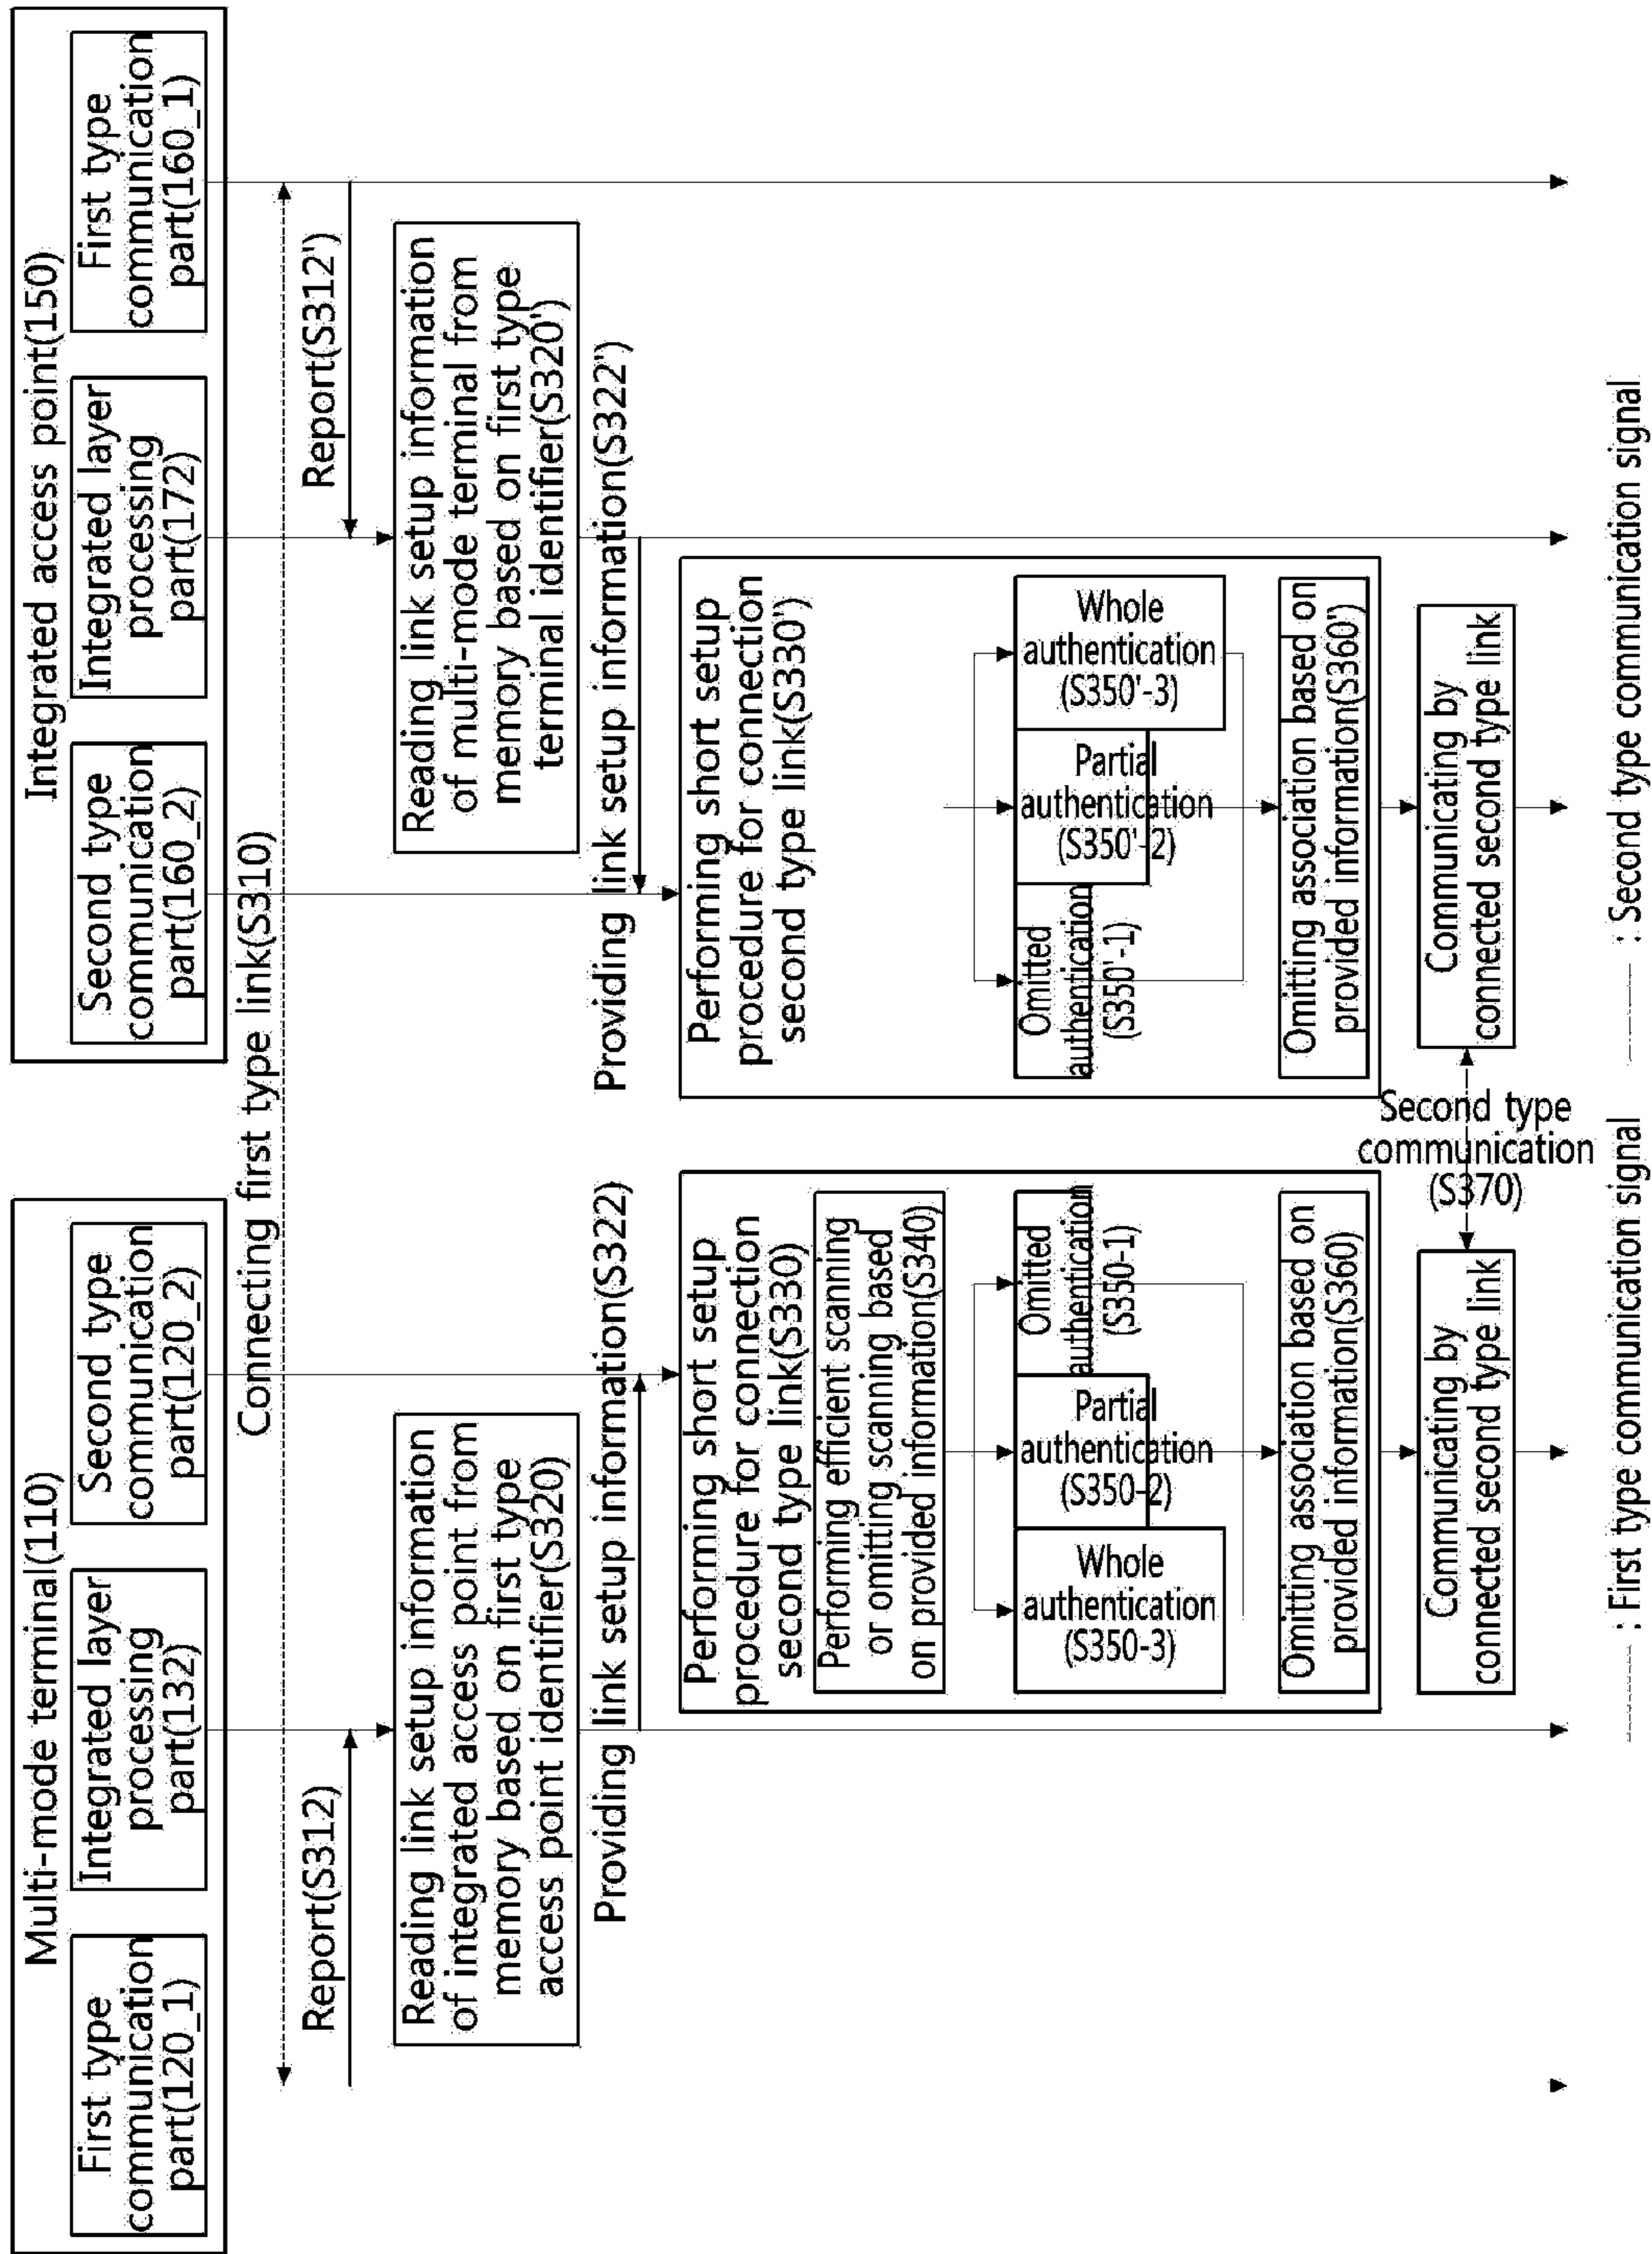 Multi-mode terminal(110)
First type
communication
part(120_1)
Integrated layer
processing
part(132)
Second type
communication
part(120_2)
Integrated access point(150)
Second type
communication
part(160_2)
Integrated layer
processing
part(172)
First type
communication
part(160_1)
Connecting first type link(S310)
Report(S312)
Report(S312')
Reading link setup information
of integrated access point from
memory based on first type
access point identifier(S320)
Reading link setup information
of multi-mode terminal from
memory based on first type
terminal identifier(S320')
Providing link setup information(S322)
Providing link setup information(S322')
Performing short setup
procedure for connection
second type link(S330)
Performing efficient scanning
or omitting scanning based
on provided information(S340)
Whole
authentication
(S350-3)
Partial
authentication
(S350-2)
Omitted
authentication
(S350-1)
Omitting association based on
provided information(S360)
Performing short setup
procedure for connection
second type link(S330')
Omitted
authentication
(S350'-1)
Partial
authentication
(S350'-2)
Whole
authentication
(S350'-3)
Omitting association based on
provided information(S360')
Communicating by
connected second type link
Second type
communication
(S370)
Communicating by
connected second type link
: First type communication signal
: Second type communication signal